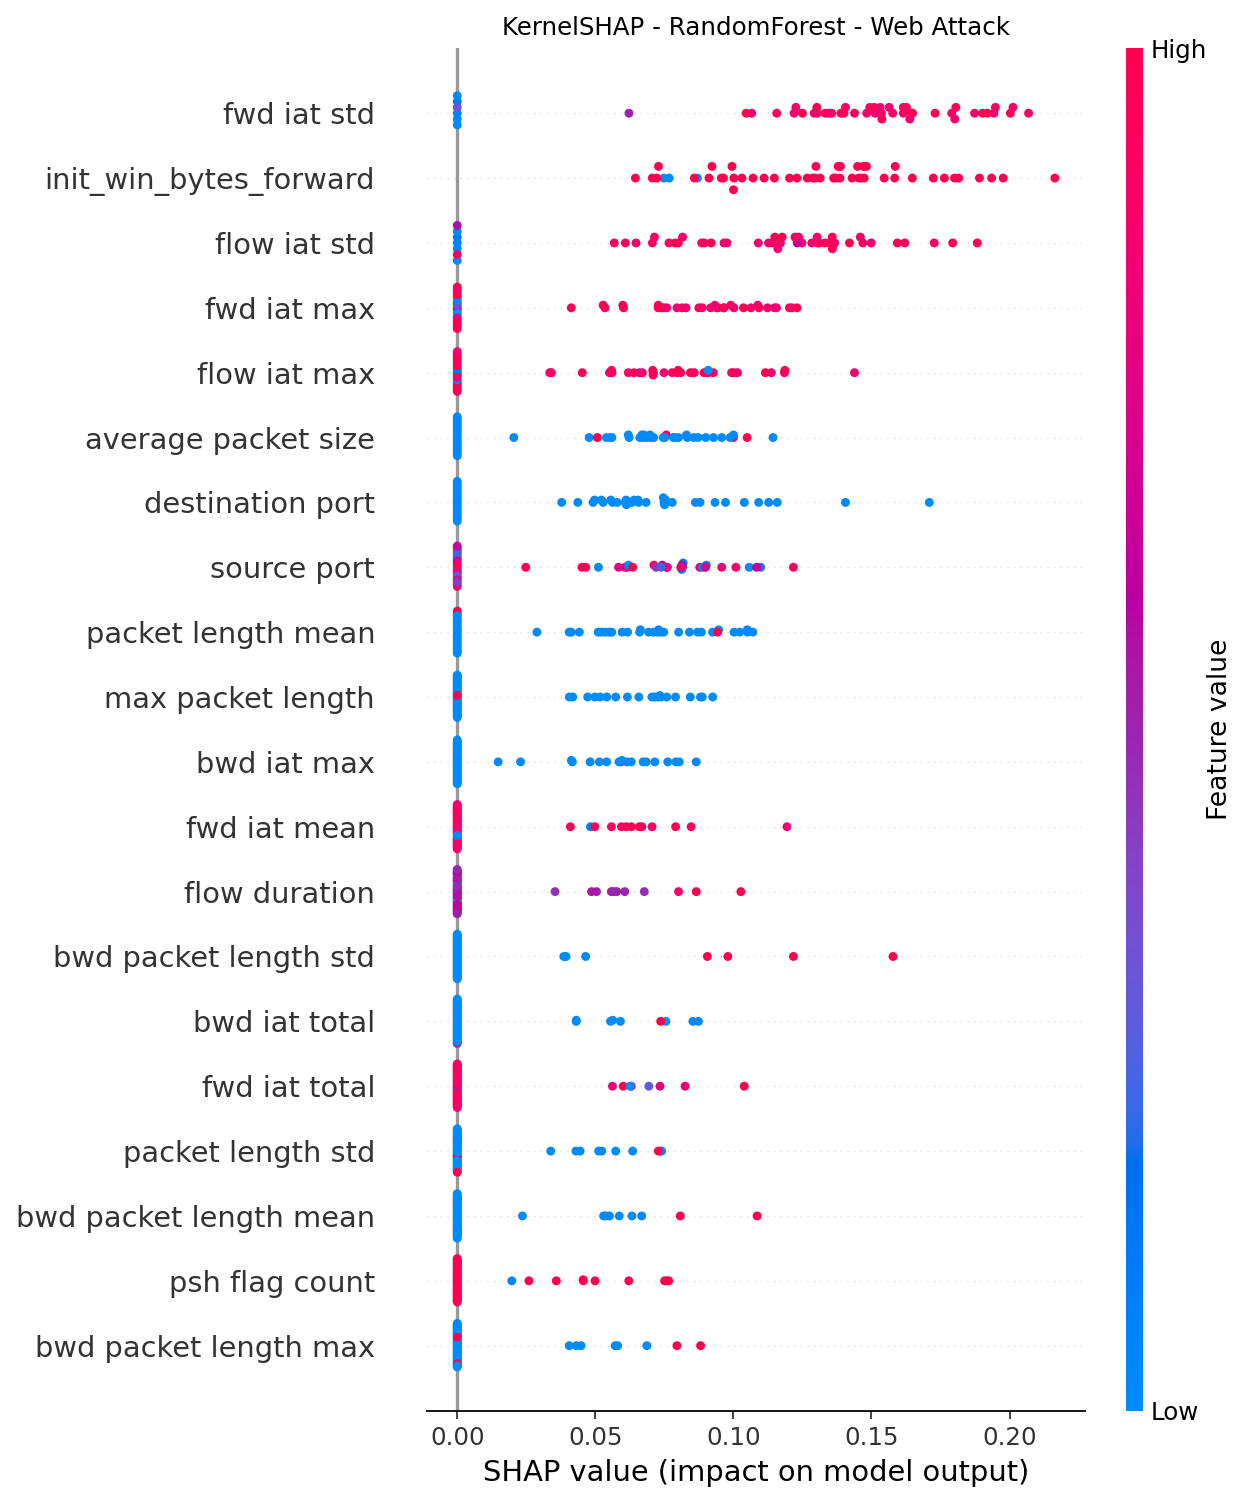 KernelSHAP - RandomForest - Web Attack
High
fwd iat std
init_win_bytes_forward
flow iat std
fwd iat max
flow iat max
average packet size
destination port
source port
packet length mean
max packet length
bwd iat max
fwd iat mean
flow duration
bwd packet length std
bwd iat total
fwd iat total
packet length std
bwd packet length mean
psh flag count
bwd packet length max
Feature value
Low
0.00 0.05 0.10 0.15 0.20
SHAP value (impact on model output)